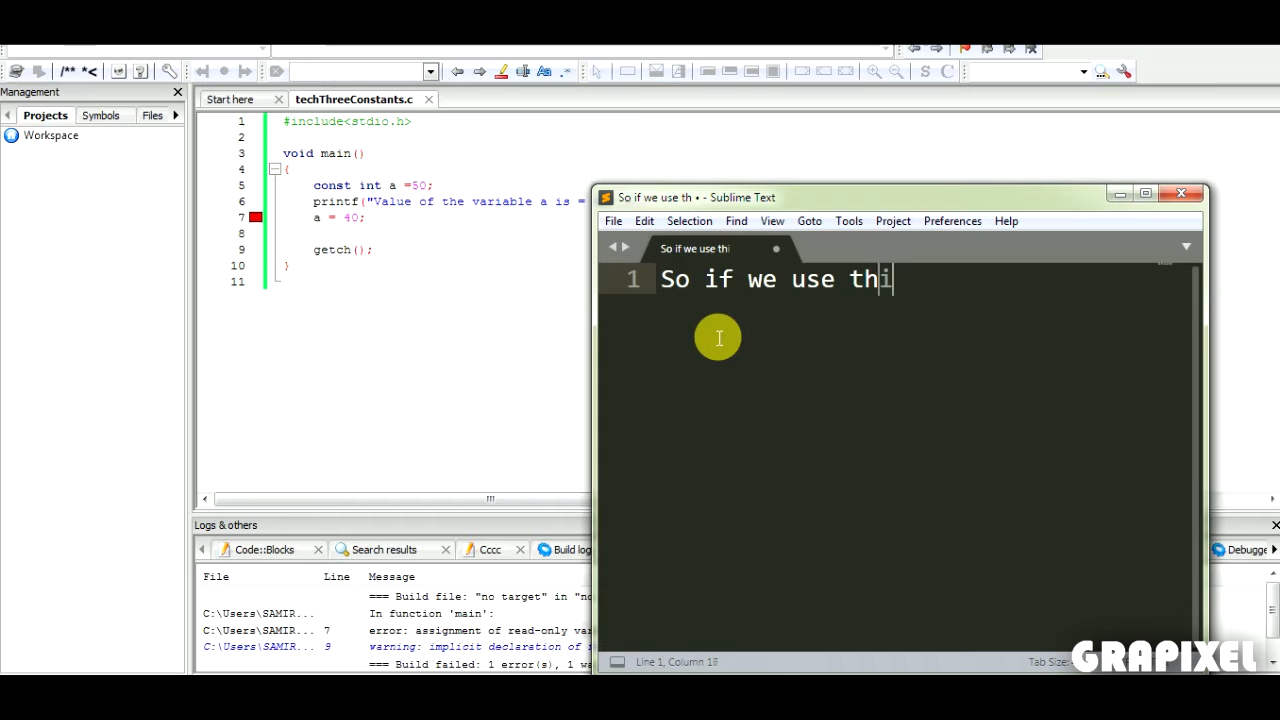 /** *<
S C
Management
Projects Symbols Files
Workspace
Start here techThreeConstants.c
1 #include<stdio.h>
2
3 void main()
4 {
5 const int a =50;
6 printf("Value of the variable a is =
7 a = 40;
8
9 getch();
10 }
11
So if we use th • - Sublime Text
File Edit Selection Find View Goto Tools Project Preferences Help
So if we use thi
1 So if we use thi
Line 1, Column 18
Tab Size:
GRAPIXEL
Logs & others
Code::Blocks Search results Cccc Build log Debugge
File Line Message
=== Build file: "no target" in "no
C:\Users\SAMIR... In function 'main':
C:\Users\SAMIR... 7 error: assignment of read-only var
C:\Users\SAMIR... 9 warning: implicit declaration of
=== Build failed: 1 error(s), 1 wa